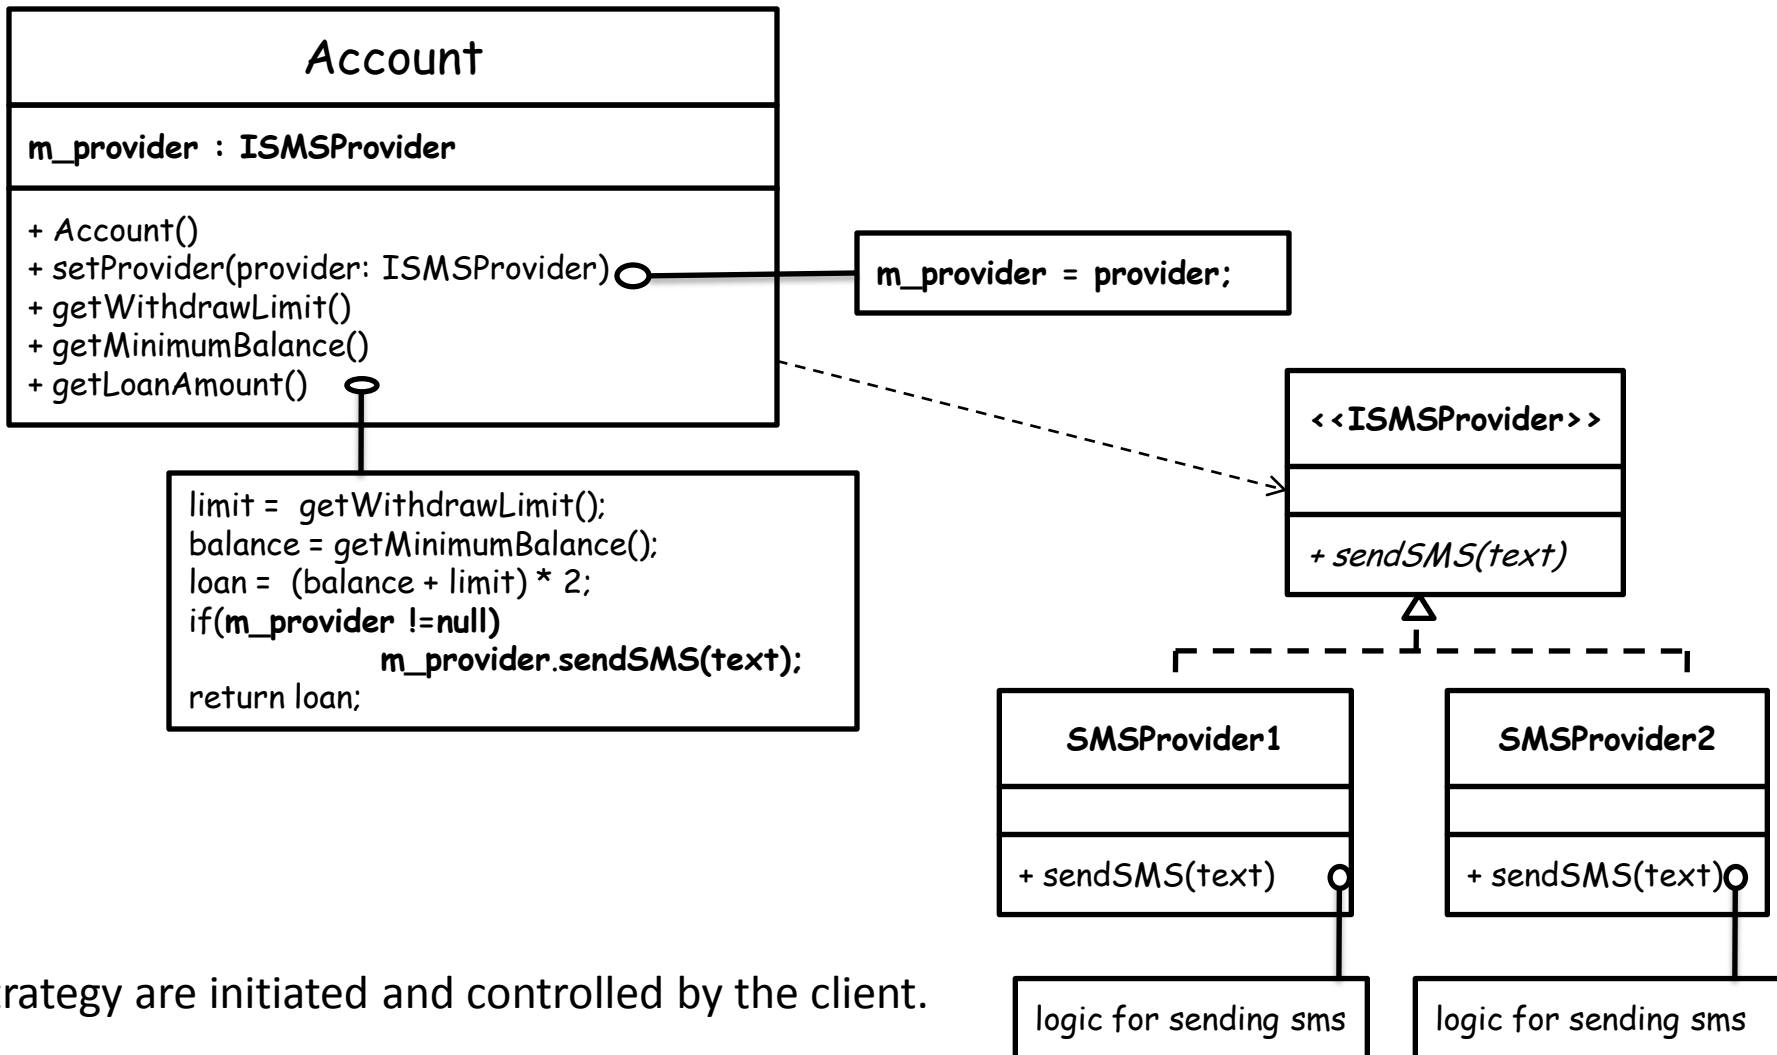 Account
m_provider : ISMSProvider
+ Account()
+ setProvider(provider: ISMSProvider)
+ getWithdrawLimit()
+ getMinimumBalance()
+ getLoanAmount()
m_provider = provider;
limit = getWithdrawLimit();
balance = getMinimumBalance();
loan = (balance + limit) * 2;
if(m_provider !=null)
m_provider.sendSMS(text);
return loan;
<<ISMSProvider>>
+ sendSMS(text)
SMSProvider1
+ sendSMS(text)
SMSProvider2
+ sendSMS(text)
logic for sending sms
logic for sending sms
are initiated and controlled by the client.